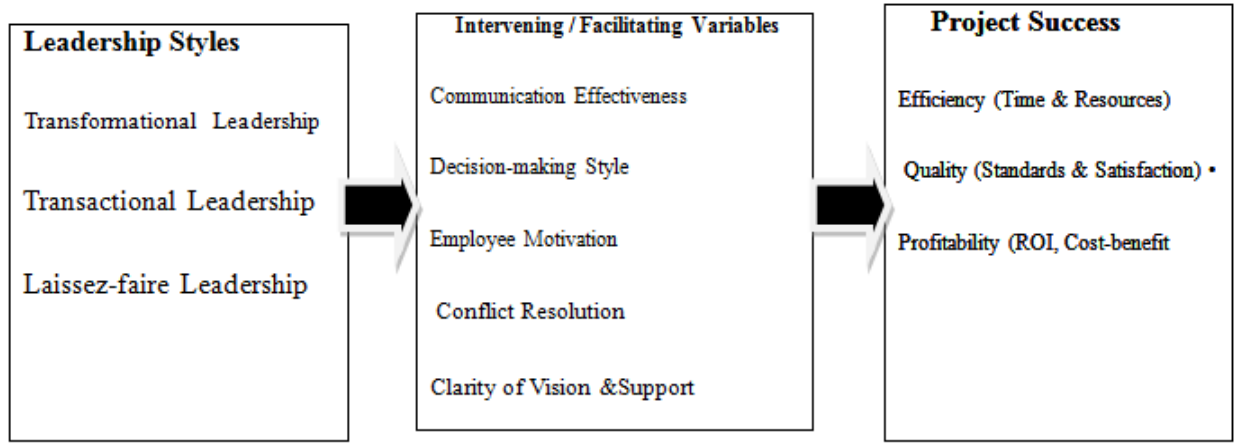 Leadership Styles
Transformational Leadership
Transactional Leadership
Laissez-faire Leadership
Intervening / Facilitating Variables
Communication Effectiveness
Decision-making Style
Employee Motivation
Conflict Resolution
Clarity of Vision &Support
Project Success
Efficiency (Time & Resources)
Quality (Standards & Satisfaction) •
Profitability (ROI, Cost-benefit